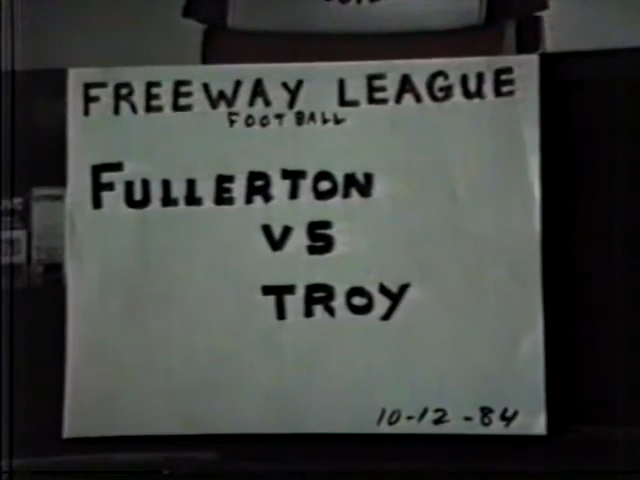 FREEWAY LEAGUE
FOOTBALL
FULLERTON
VS
TROY
10-12-84